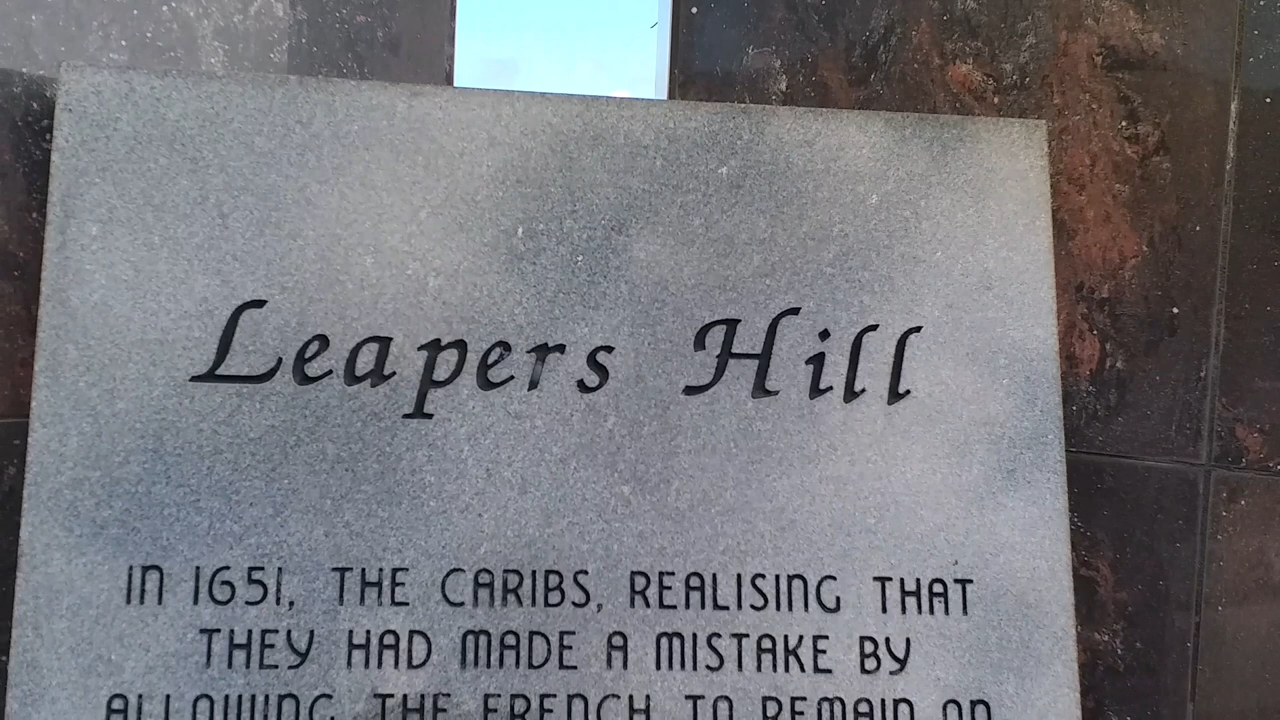 Leapers Hill
IN 1651, THE CARIBS, REALISING THAT
THEY HAD MADE A MISTAKE BY
ALLOWING THE FRENCH TO REMAIN ON